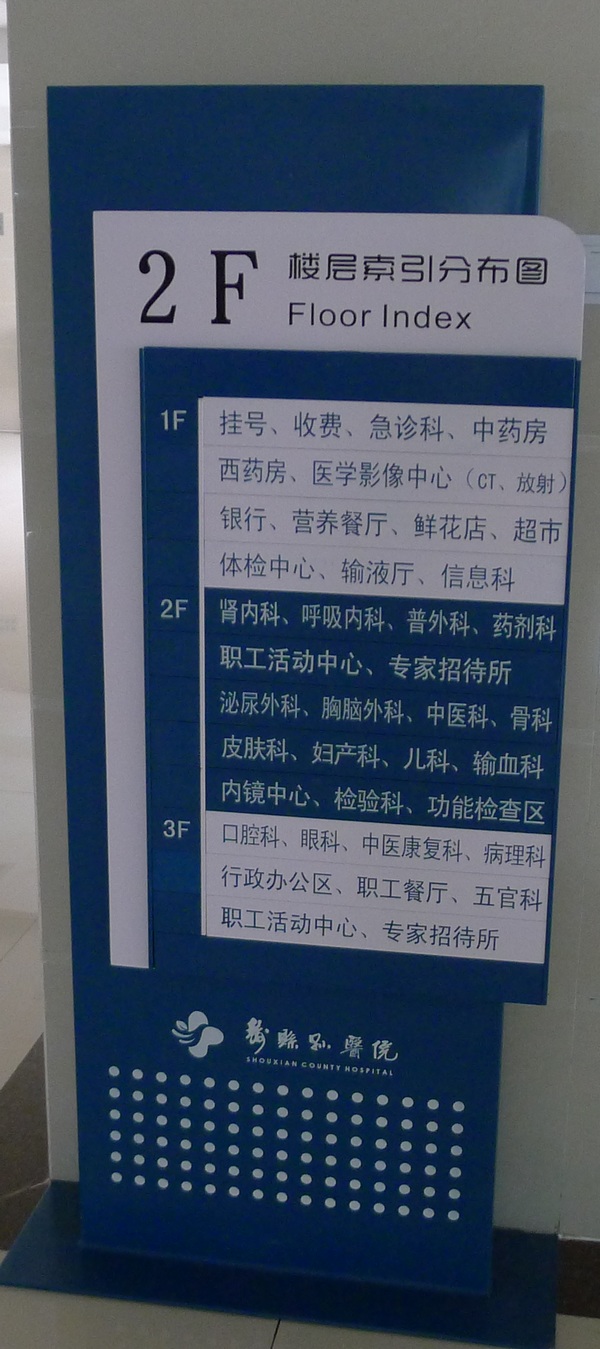 2 F 楼层索引分布图
Floor Index
1F 挂号、收费、急诊科、中药房
西药房、医学影像中心（CT、放射）
银行、营养餐厅、鲜花店、超市
体检中心、输液厅、信息科
2F 肾内科、呼吸内科、普外科、药剂科
职工活动中心、专家招待所
泌尿外科、胸脑外科、中医科、骨科
皮肤科、妇产科、儿科、输血科
内镜中心、检验科、功能检查区
3F 口腔科、眼科、中医康复科、病理科
行政办公区、职工餐厅、五官科
职工活动中心、专家招待所
壽縣縣醫院
SHOUXIAN COUNTY HOSPITAL